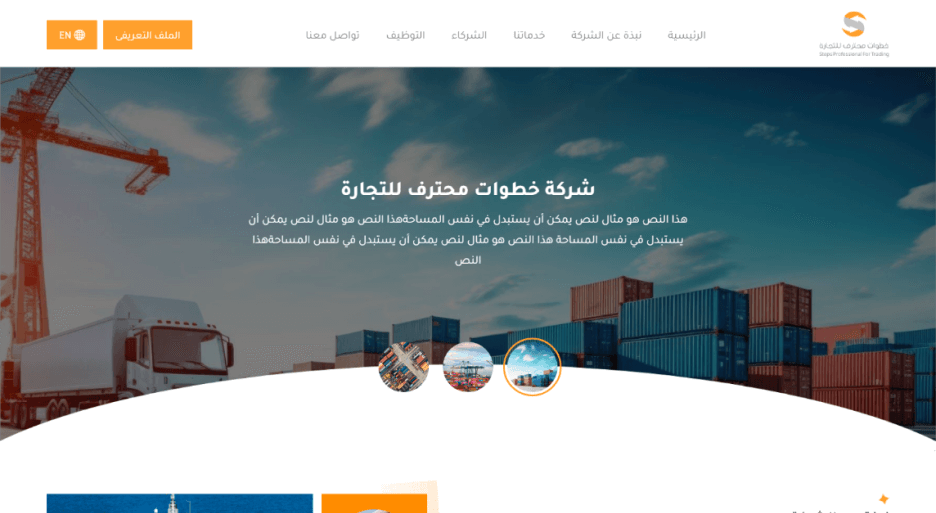 خطوات محترف للتجارة
Steps Professional For Trading
الرئيسية
نبذة عن الشركة
خدماتنا
الشركاء
التوظيف
تواصل معنا
الملف التعريفى
EN
شركة خطوات محترف للتجارة
هذا النص هو مثال لنص يمكن أن يستبدل في نفس المساحةهذا النص هو مثال لنص يمكن أن
يستبدل في نفس المساحة هذا النص هو مثال لنص يمكن أن يستبدل في نفس المساحةهذا
النص